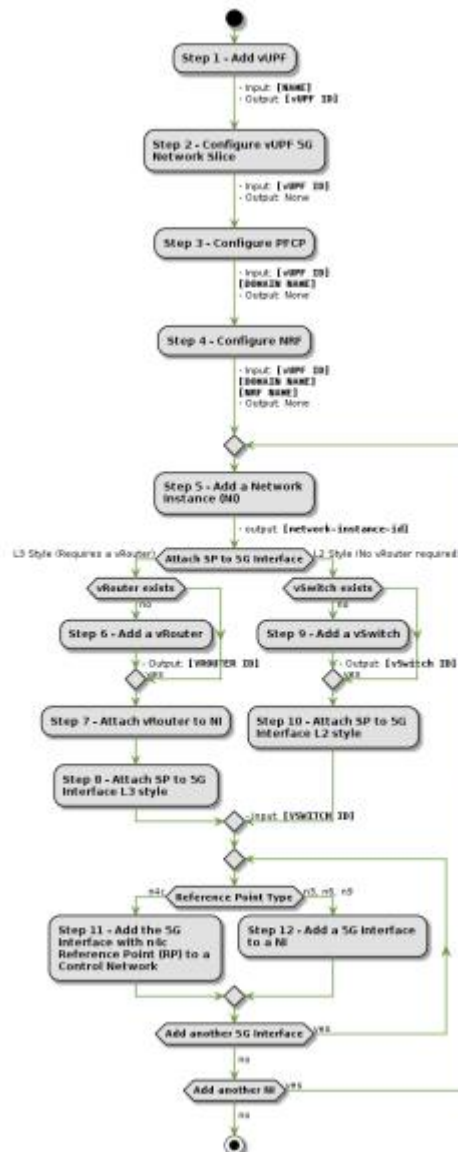 Step 1 - Add vUPF
- Input: [NAME]
- Output: [vUPF ID]
Step 2 - Configure vUPF 5G
Network Slice
- Input: [vUPF ID]
- Output: None
Step 3 - Configure PFCP
- Input: [vUPF ID]
[DOMAIN NAME]
- Output: None
Step 4 - Configure NRF
- Input: [vUPF ID]
[DOMAIN NAME]
[NRF NAME]
- Output: None
Step 5 - Add a Network
Instance (NI)
- output: [network-instance-id]
L3 Style (Requires a vRouter)
Attach SP to 5G Interface
L2 Style (No vRouter required)
vRouter exists
vSwitch exists
no
no
Step 6 - Add a vRouter
Step 9 - Add a vSwitch
- Output: [VROUTER ID]
yes
- Output: [vSwitch ID]
yes
Step 7 - Attach vRouter to NI
Step 10 - Attach SP to 5G
Interface L2 style
Step 8 - Attach SP to 5G
Interface L3 style
- input: [VSWITCH ID]
n4c
Reference Point Type
n3, n6, n9
Step 11 - Add the 5G
Interface with n4c
Reference Point (RP) to a
Control Network
Step 12 - Add a 5G Interface
to a NI
Add another 5G Interface
yes
no
Add another NI
yes
no